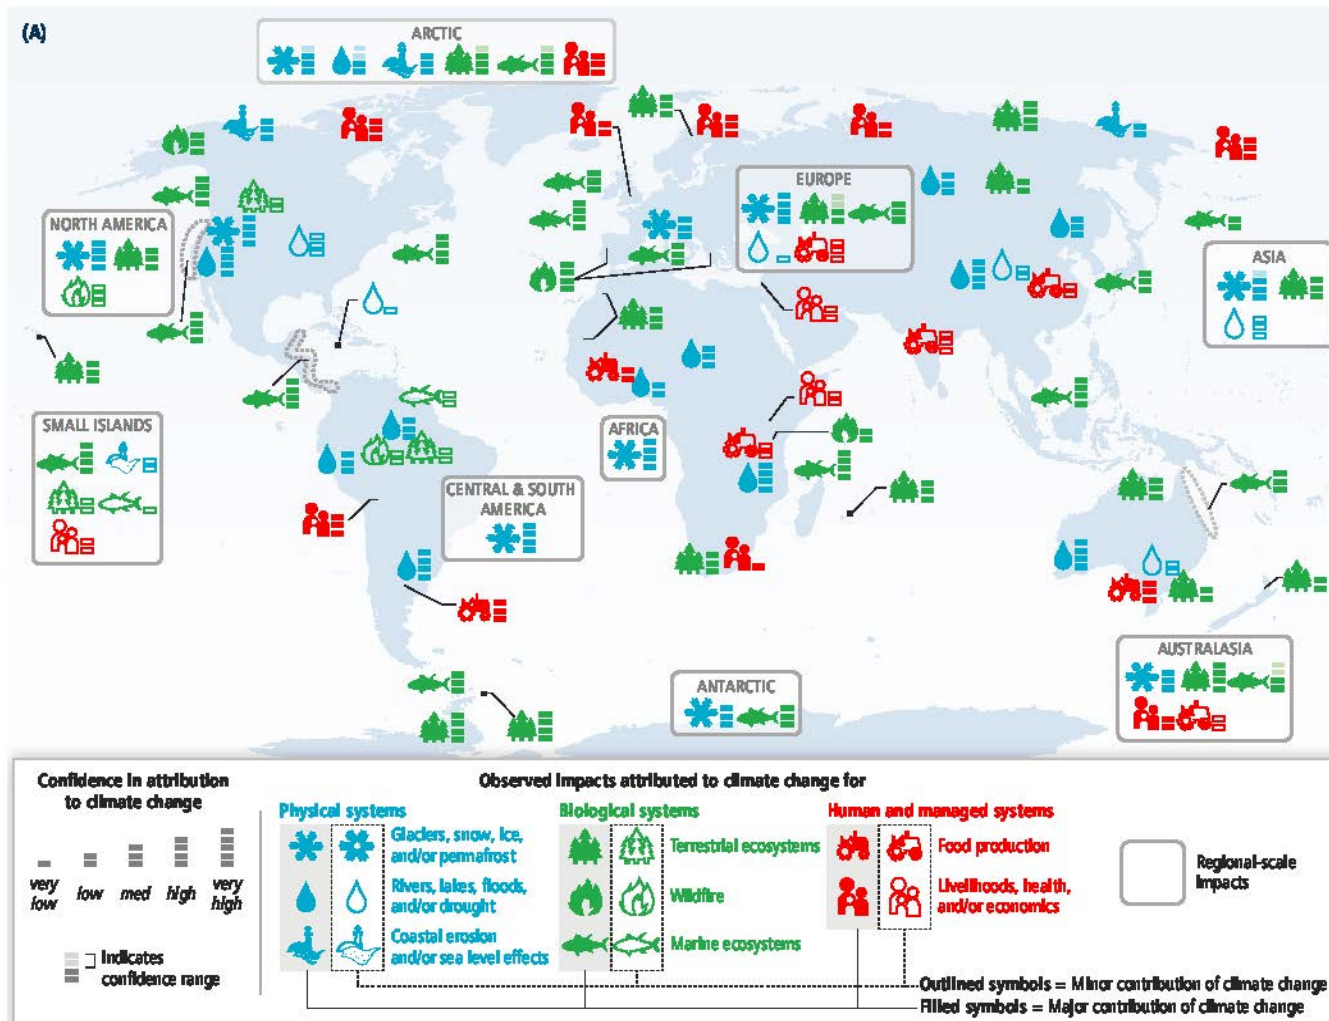 (A)
ARCTIC
EUROPE
NORTH AMERICA
ASIA
SMALL ISLANDS
AFRICA
CENTRAL & SOUTH
AMERICA
AUSTRALASIA
ANTARCTIC
Confidence in attribution
to climate change
very
low
low
med
high
very
high
Indicates
confidence range
Observed impacts attributed to climate change for
Physical systems
Glaciers, snow, ice,
and/or permafrost
Rivers, lakes, floods,
and/or drought
Coastal erosion
and/or sea level effects
Biological systems
Terrestrial ecosystems
Wildfire
Marine ecosystems
Human and managed systems
Food production
Livelihoods, health,
and/or economics
Regional-scale
impacts
Outlined symbols = Minor contribution of climate change
Filled symbols = Major contribution of climate change